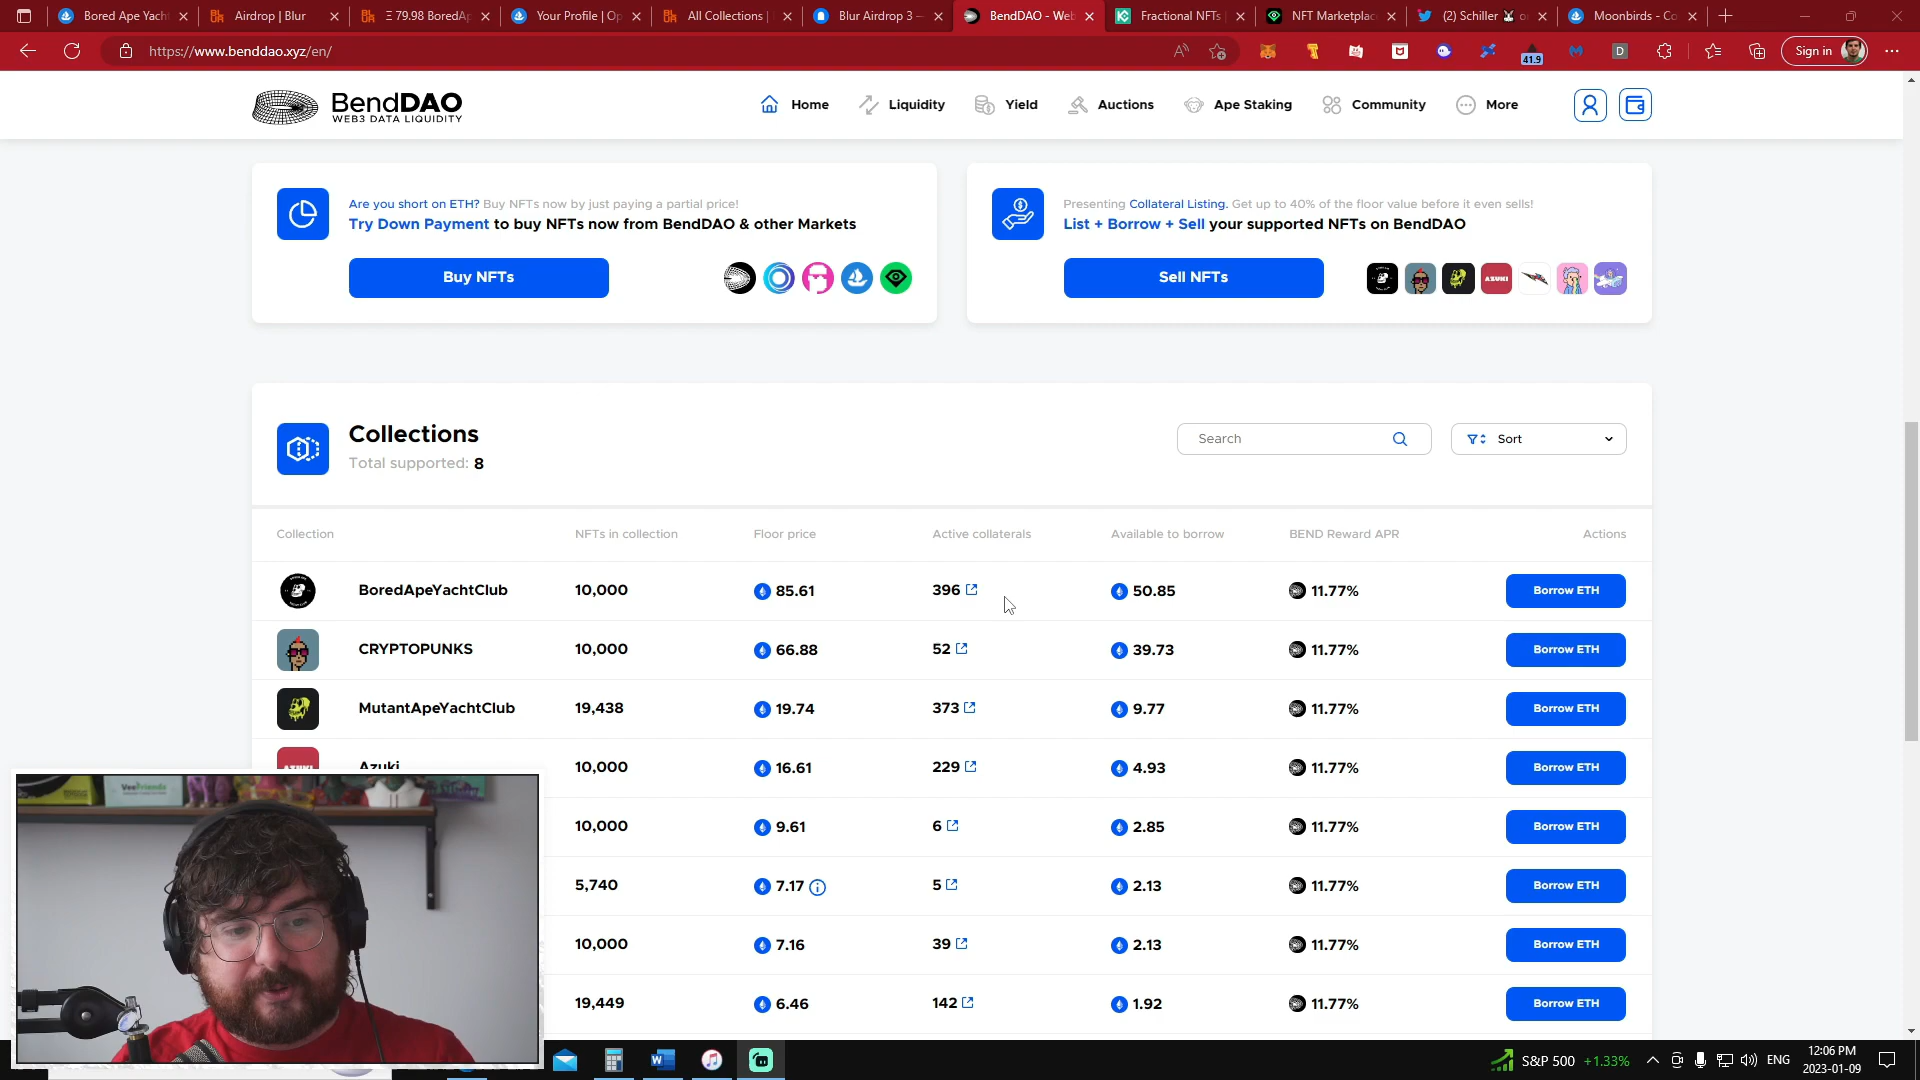 Bored Ape Yach
Airdrop | Blur
Ξ 79.98 BoredAp
Your Profile | Op
All Collections |
Blur Airdrop 3 —
BendDAO - Web
Fractional NFTs
NFT Marketplac
(2) Schiller
Moonbirds - Co
https://www.benddao.xyz/en/
41.9
D
Sign in
BendDAO
WEB3 DATA LIQUIDITY
Home
Liquidity
Yield
Auctions
Ape Staking
Community
More
Are you short on ETH? Buy NFTs now by just paying a partial price!
Try Down Payment to buy NFTs now from BendDAO & other Markets
Buy NFTs
Presenting Collateral Listing. Get up to 40% of the floor value before it even sells!
List + Borrow + Sell your supported NFTs on BendDAO
Sell NFTs
AZUKI
Collections
Total supported: 8
Search
Sort
Collection NFTs in collection Floor price Active collaterals Available to borrow BEND Reward APR Actions
BoredApeYachtClub 10,000 85.61 396 50.85 11.77% Borrow ETH
CRYPTOPUNKS 10,000 66.88 52 39.73 11.77% Borrow ETH
MutantApeYachtClub 19,438 19.74 373 9.77 11.77% Borrow ETH
Azuki 10,000 16.61 229 4.93 11.77% Borrow ETH
10,000 9.61 6 2.85 11.77% Borrow ETH
5,740 7.17 5 2.13 11.77% Borrow ETH
10,000 7.16 39 2.13 11.77% Borrow ETH
19,449 6.46 142 1.92 11.77% Borrow ETH
VeeFriends
S&P 500 +1.33%
ENG
12:06 PM
2023-01-09